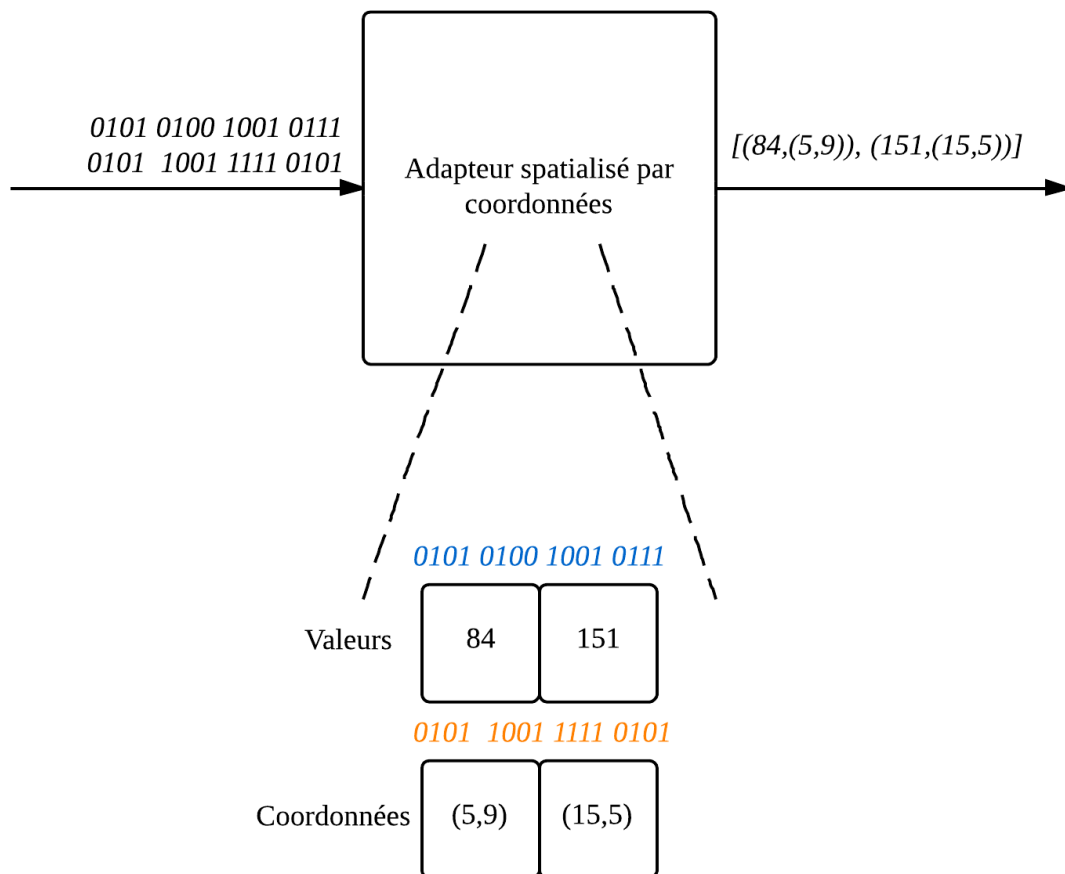 0101 0100 1001 0111
0101 1001 1111 0101
Adapteur spatialisé par
coordonnées
[(84,(5,9)), (151,(15,5))]
0101 0100 1001 0111
Valeurs
84
151
0101 1001 1111 0101
Coordonnées
(5,9)
(15,5)